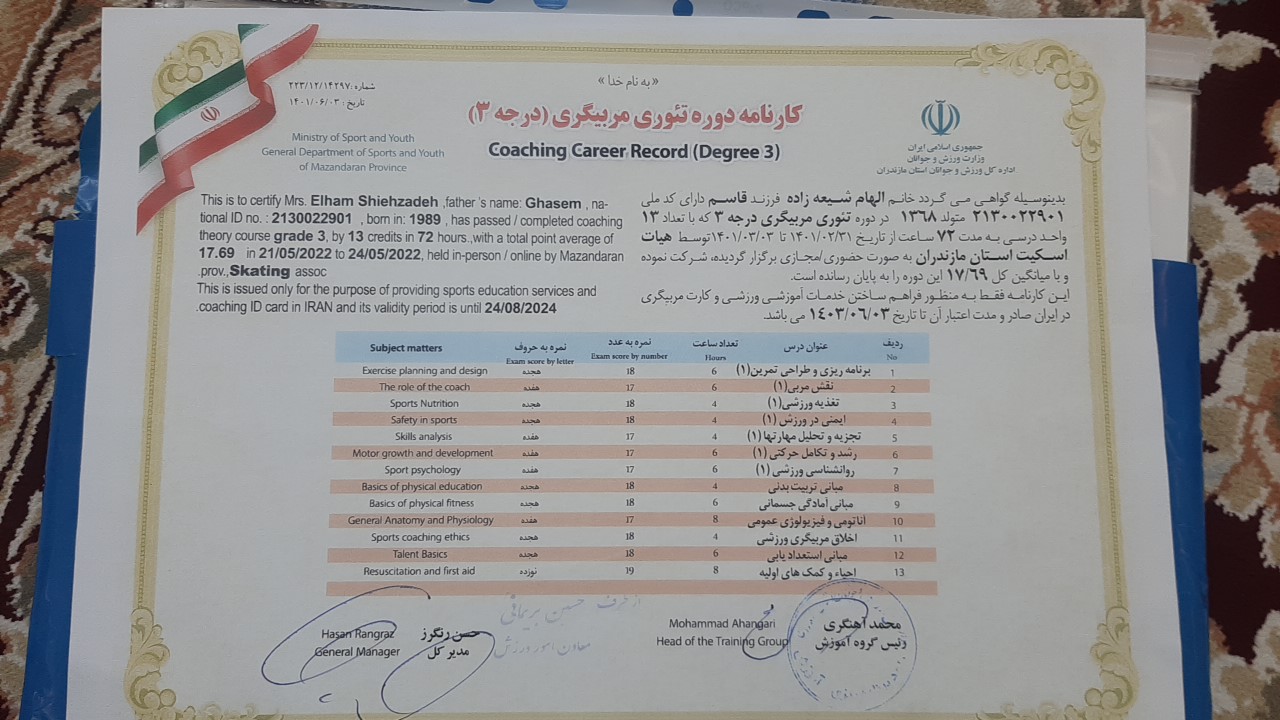 «به نام خدا»
شماره: ۲۲۳/۱۲/۱۴۲۹۷
تاریخ: ۱۴۰۱/۰۶/۰۳
کارنامه دوره تئوری مربیگری (درجه ۳)
Coaching Career Record (Degree 3)
Ministry of Sport and Youth
General Department of Sports and Youth
of Mazandaran Province
جمهوری اسلامی ایران
وزارت ورزش و جوانان
اداره کل ورزش و جوانان استان مازندران
This is to certify Mrs. Elham Shiehzadeh ,father 's name: Ghasem , na-
tional ID no. : 2130022901 , born in: 1989 , has passed / completed coaching
theory course grade 3, by 13 credits in 72 hours.,with a total point average of
17.69 in 21/05/2022 to 24/05/2022, held in-person / online by Mazandaran
.prov.,Skating assoc
This is issued only for the purpose of providing sports education services and
.coaching ID card in IRAN and its validity period is until 24/08/2024
بدینوسیله گواهی می گردد خانم الهام شیعه زاده فرزند قاسم دارای کد ملی
۲۱۳۰۰۲۲۹۰۱ متولد ۱۳۶۸ در دوره تئوری مربیگری درجه ۳ که با تعداد ۱۳
واحد درسی به مدت ۷۲ ساعت از تاریخ ۱۴۰۱/۰۲/۳۱ تا ۱۴۰۱/۰۳/۰۳توسط هیات
اسکیت استان مازندران به صورت حضوری/مجازی برگزار گردیده، شرکت نموده
و با میانگین کل ۱۷/۶۹ این دوره را به پایان رسانده است.
این کارنامه فقط به منظور فراهم ساختن خدمات آموزشی ورزشی و کارت مربیگری
در ایران صادر و مدت اعتبار آن تا تاریخ ۱۴۰۳/۰۶/۰۳ می باشد.
Subject matters نمره به حروف نمره به عدد تعداد ساعت عنوان درس ردیف
Exam score by letter Exam score by number Hours No
Exercise planning and design هجده 18 6 برنامه ریزی و طراحی تمرین(۱) 1
The role of the coach هفده 17 6 نقش مربی(۱) 2
Sports Nutrition هجده 18 4 تغذیه ورزشی(۱) 3
Safety in sports هجده 18 4 ایمنی در ورزش (۱) 4
Skills analysis هفده 17 4 تجزیه و تحلیل مهارتها (۱) 5
Motor growth and development هفده 17 6 رشد و تکامل حرکتی (۱) 6
Sport psychology هفده 17 6 روانشناسی ورزشی (۱) 7
Basics of physical education هجده 18 4 مبانی تربیت بدنی 8
Basics of physical fitness هجده 18 6 مبانی آمادگی جسمانی 9
General Anatomy and Physiology هفده 17 8 آناتومی و فیزیولوژی عمومی 10
Sports coaching ethics هجده 18 4 اخلاق مربیگری ورزشی 11
Talent Basics هجده 18 6 مبانی استعداد یابی 12
Resuscitation and first aid نوزده 19 8 احیاء و کمک های اولیه 13
از طرف حسین
معاون امور ورزش
Hasan Rangraz حسن رنگرز
General Manager مدیر کل
Mohammad Ahangari محمد آهنگری
Head of the Training Group رئیس گروه آموزش